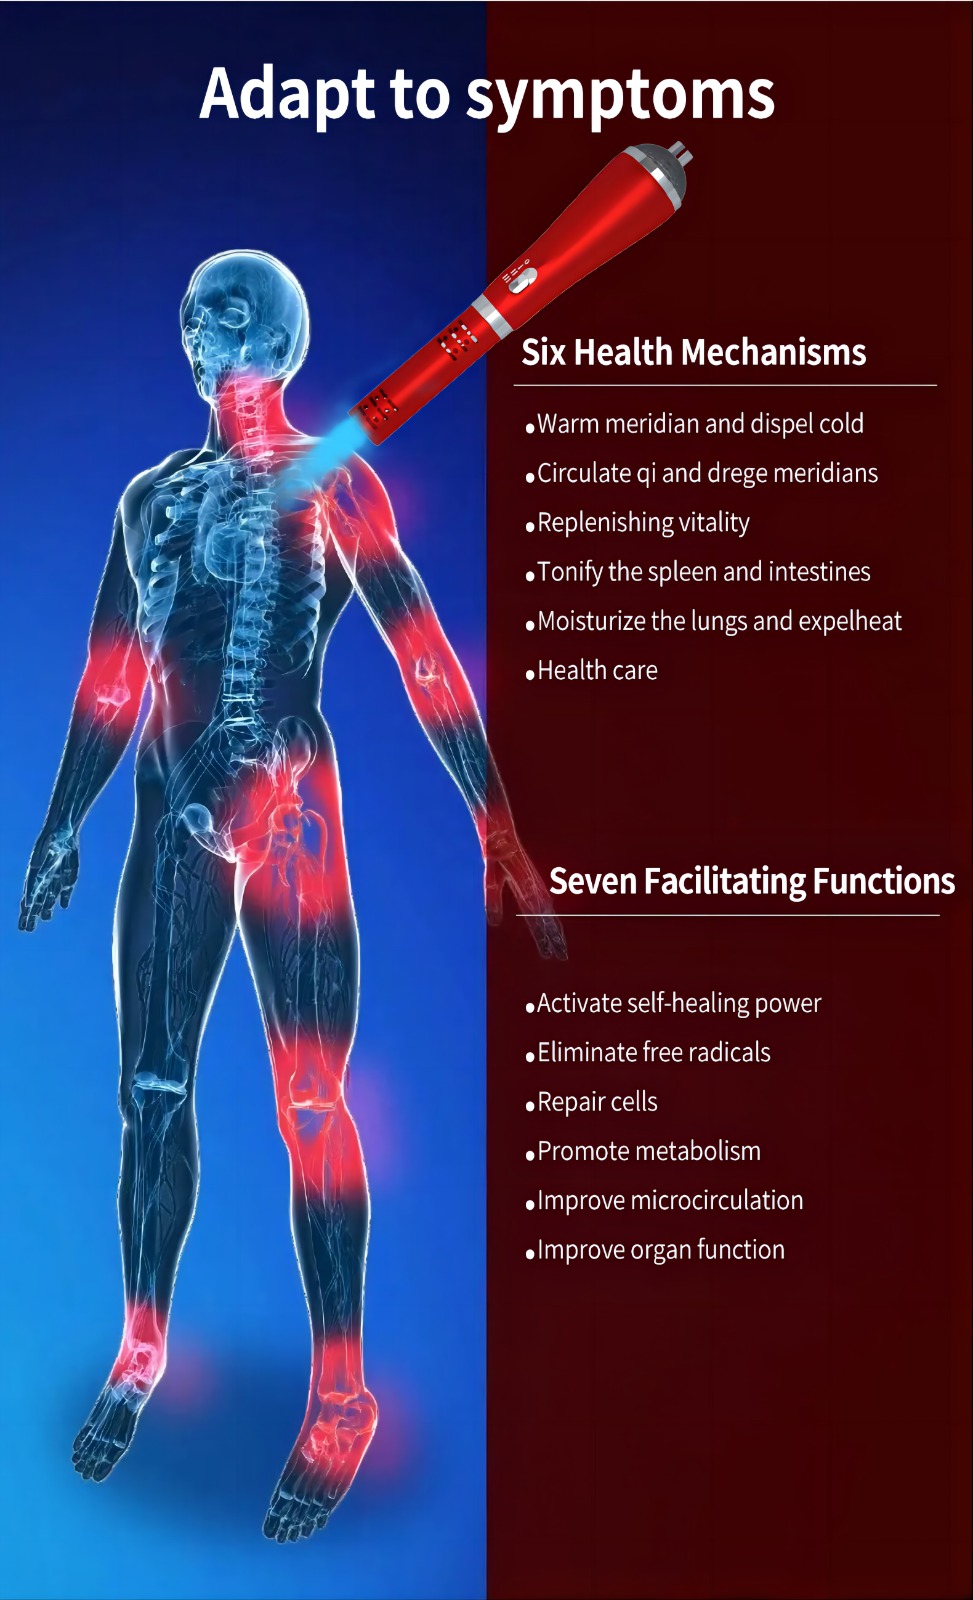 Adapt to symptoms
Six Health Mechanisms
•Warm meridian and dispel cold
•Circulate qi and drege meridians
•Replenishing vitality
•Tonify the spleen and intestines
•Moisturize the lungs and expelheat
•Health care
Seven Facilitating Functions
•Activate self-healing power
•Eliminate free radicals
•Repair cells
•Promote metabolism
•Improve microcirculation
•Improve organ function